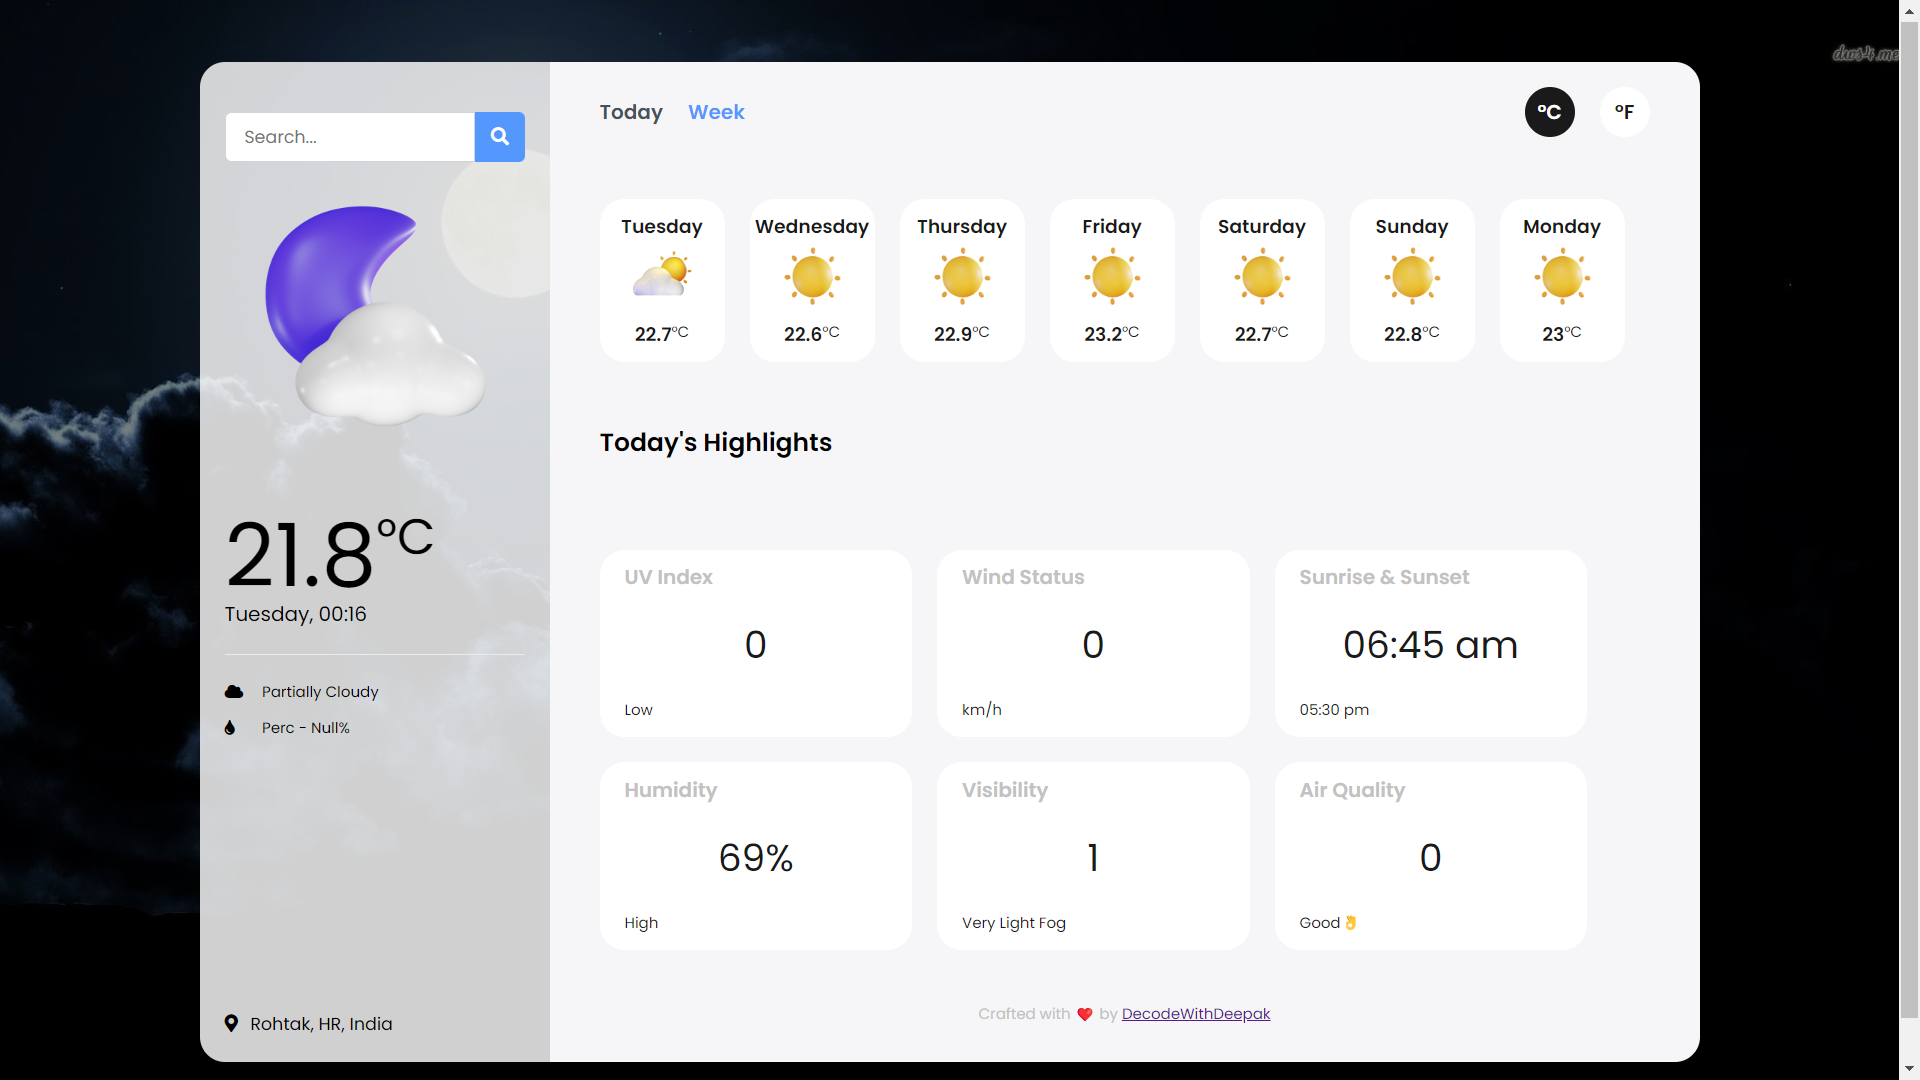 dws4.me
Search...
Today Week
°C °F
Tuesday Wednesday Thursday Friday Saturday Sunday Monday
22.7°C 22.6°C 22.9°C 23.2°C 22.7°C 22.8°C 23°C
21.8°C
Tuesday, 00:16
Partially Cloudy
Perc - Null%
Rohtak, HR, India
Today's Highlights
UV Index
0
Low
Wind Status
0
km/h
Sunrise & Sunset
06:45 am
05:30 pm
Humidity
69%
High
Visibility
1
Very Light Fog
Air Quality
0
Good 👌
Crafted with ❤️ by DecodeWithDeepak